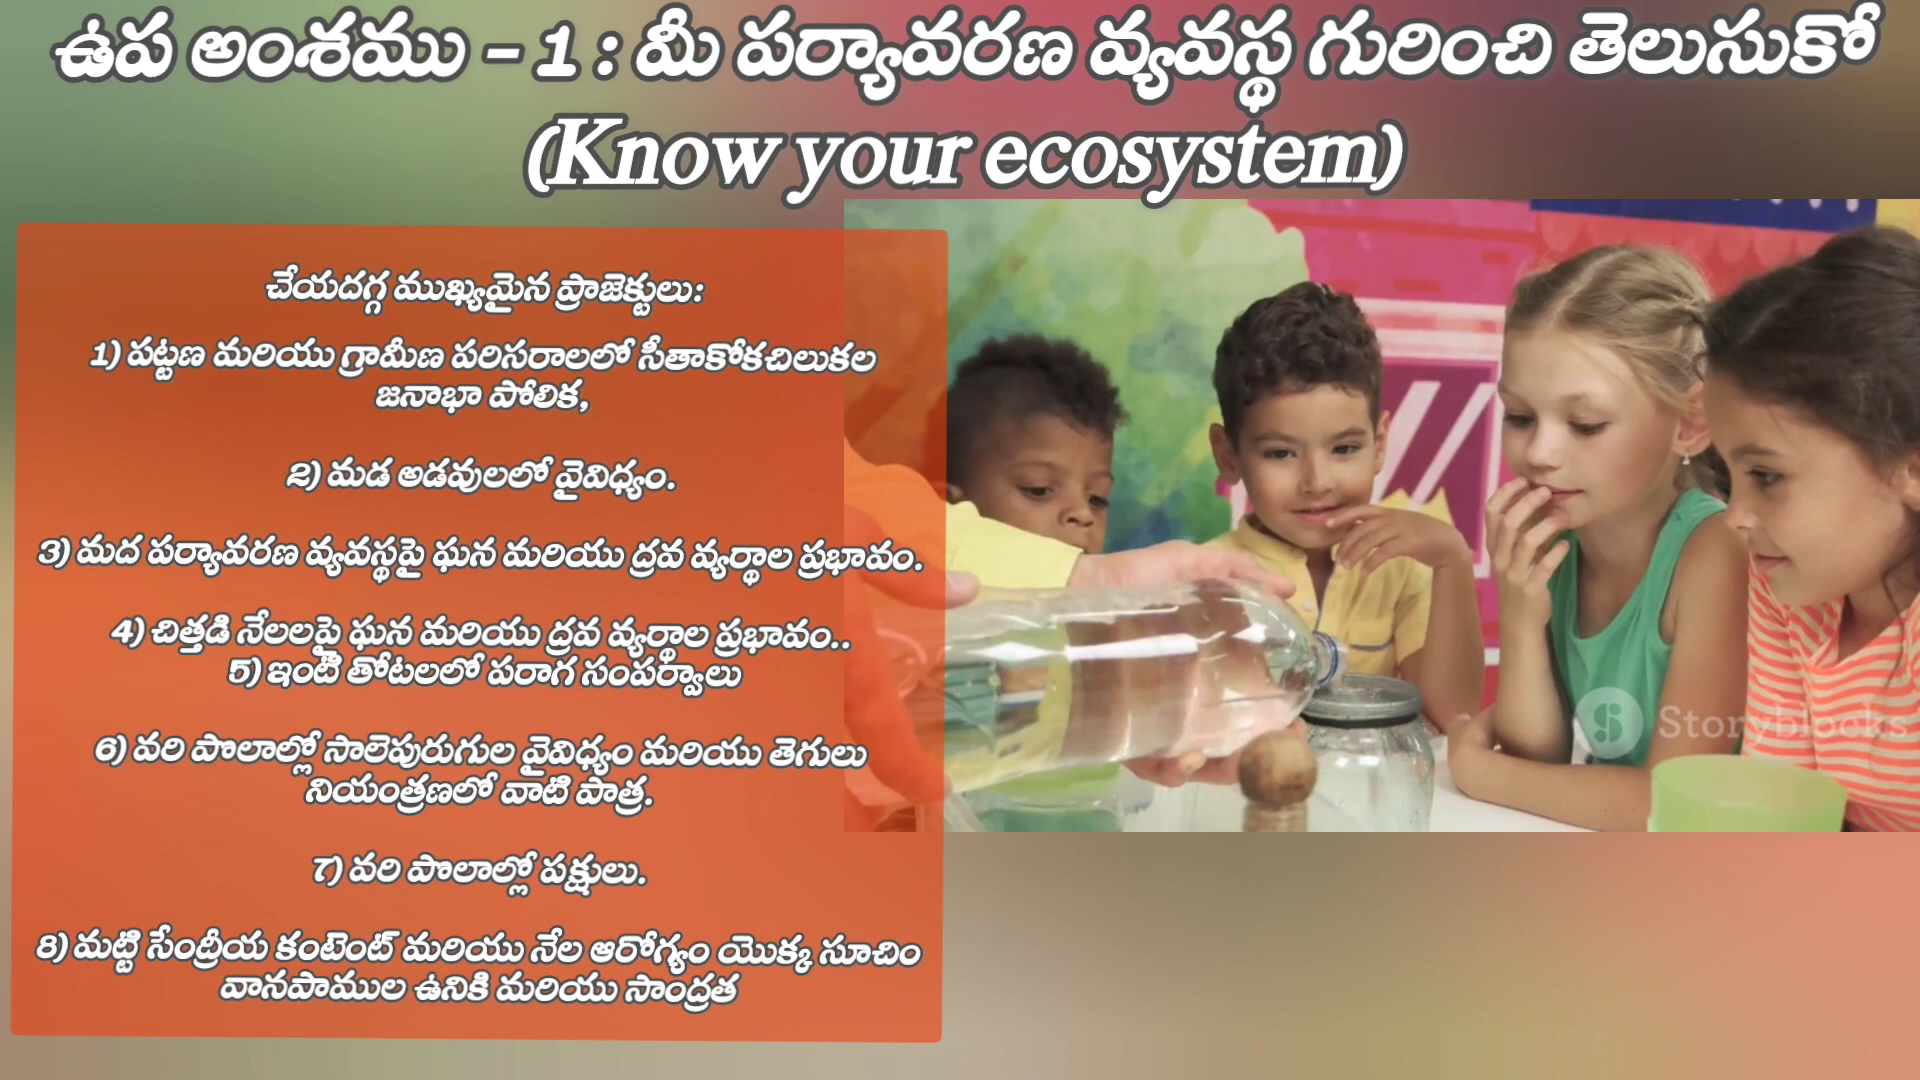 ఉప అంశము - 1 : మీ పర్యావరణ వ్యవస్థ గురించి తెలుసుకో
(Know your ecosystem)
చేయదగ్గ ముఖ్యమైన ప్రాజెక్టులు:
1) పట్టణ మరియు గ్రామీణ పరిసరాలలో సీతాకోకచిలుకల
జనాభా పోలిక,
2) మడ అడవులలో వైవిధ్యం.
3) మద పర్యావరణ వ్యవస్థపై ఘన మరియు ద్రవ వ్యర్థాల ప్రభావం.
4) చిత్తడి నేలలపై ఘన మరియు ద్రవ వ్యర్థాల ప్రభావం..
5) ఇంటి తోటలలో పరాగ సంపర్కాలు
6) వరి పొలాల్లో సాలెపురుగుల వైవిధ్యం మరియు తెగులు
నియంత్రణలో వాటి పాత్ర.
7) వరి పొలాల్లో పక్షులు.
8) మట్టి సేంద్రీయ కంటెంట్ మరియు నేల ఆరోగ్యం యొక్క సూచిం
వానపాముల ఉనికి మరియు సాంద్రత
Storyblocks